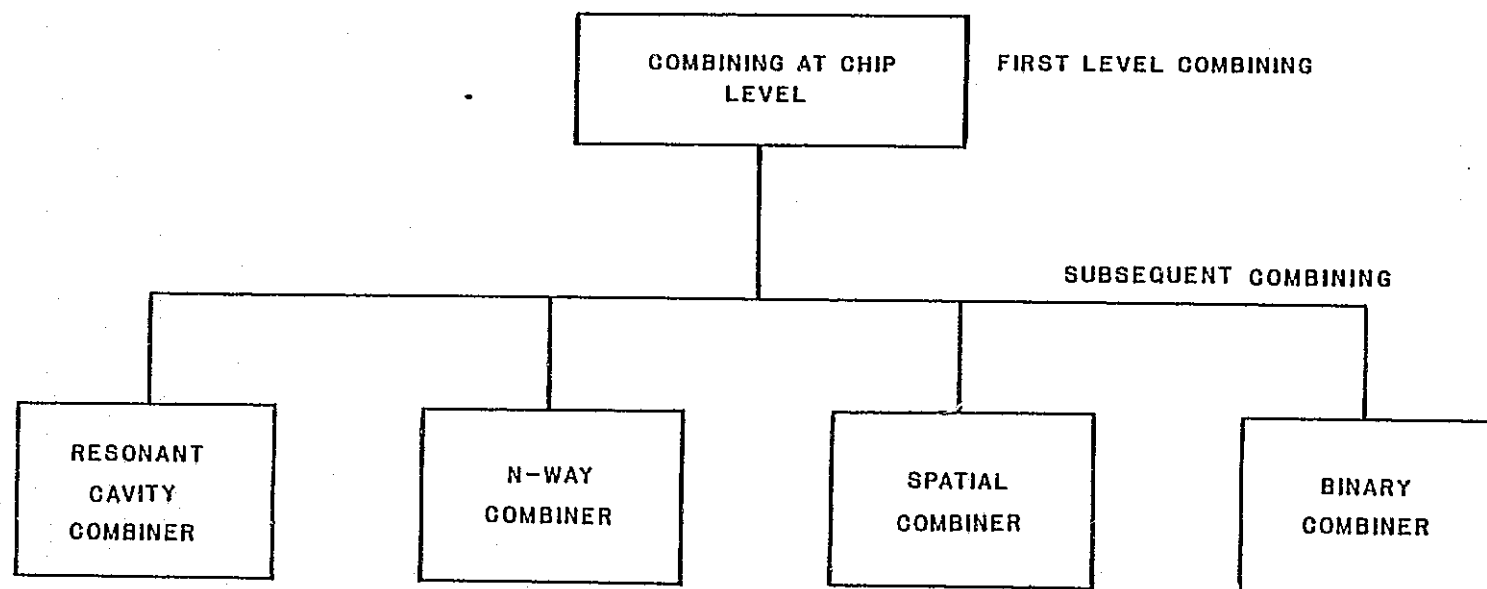 COMBINING AT CHIP
LEVEL
FIRST LEVEL COMBINING
SUBSEQUENT COMBINING
RESONANT
CAVITY
COMBINER
N-WAY
COMBINER
SPATIAL
COMBINER
BINARY
COMBINER